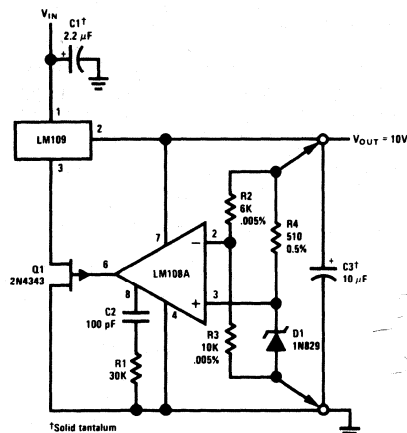 V_IN
C1†
2.2 µF
+
1
LM109
2
3
V_OUT = 10V
R2
6K
.005%
R4
510
0.5%
7
2
−
Q1
2N4343
6
LM108A
C3†
10 µF
+
8
3
+
C2
100 pF
4
R3
10K
.005%
D1
1N829
R1
30K
†Solid tantalum